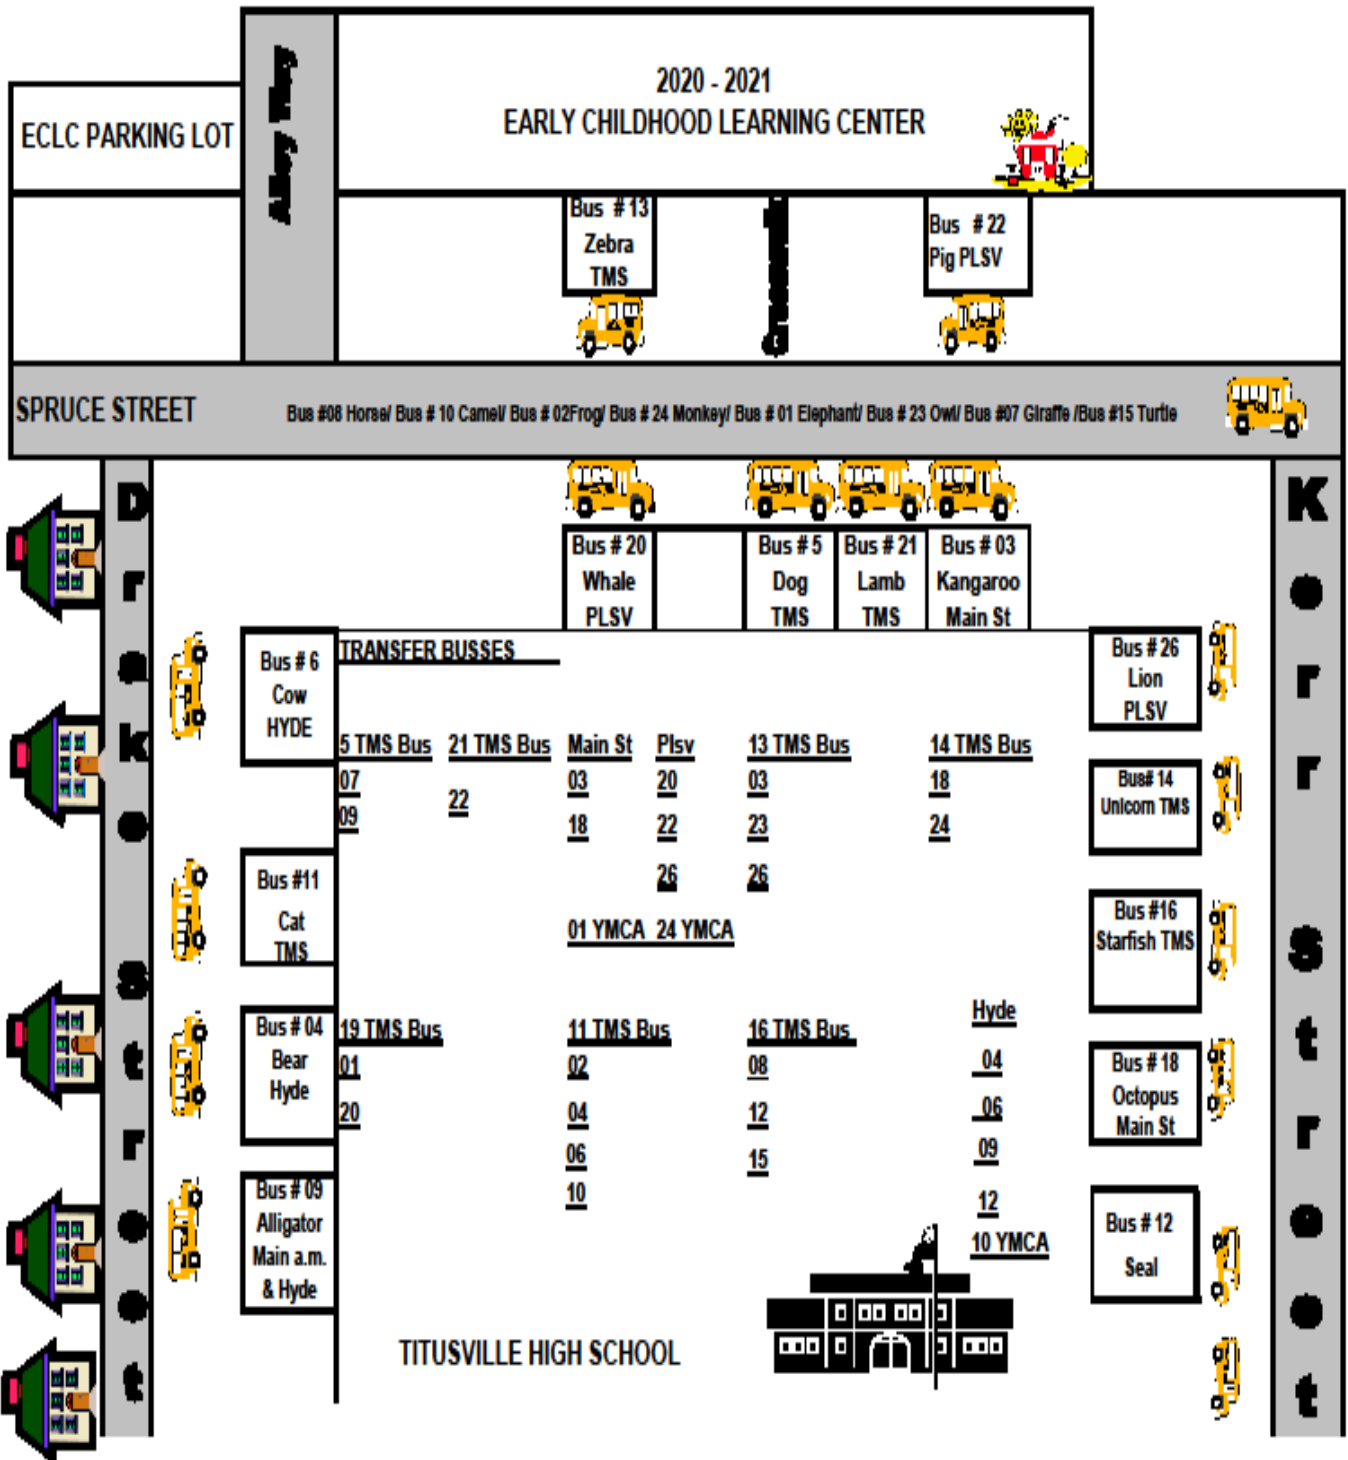 2020 - 2021
EARLY CHILDHOOD LEARNING CENTER
ECLC PARKING LOT
Alley Way
Bus # 13
Zebra
TMS
Bus # 22
Pig PLSV
SPRUCE STREET
Bus #08 Horse/ Bus # 10 Camel/ Bus # 02Frog/ Bus # 24 Monkey/ Bus # 01 Elephant/ Bus # 23 Owl/ Bus #07 Giraffe /Bus #15 Turtle
Drake Street
Korr Street
Bus # 20
Whale
PLSV
Bus # 5
Dog
TMS
Bus # 21
Lamb
TMS
Bus # 03
Kangaroo
Main St
Bus # 6
Cow
HYDE
Bus #11
Cat
TMS
Bus # 04
Bear
Hyde
Bus # 09
Alligator
Main a.m.
& Hyde
TRANSFER BUSSES
5 TMS Bus
07
09
21 TMS Bus
22
Main St
03
18
Plsv
20
22
26
13 TMS Bus
03
23
26
14 TMS Bus
18
24
01 YMCA 24 YMCA
19 TMS Bus
01
20
11 TMS Bus
02
04
06
10
16 TMS Bus
08
12
15
Hyde
04
06
09
12
10 YMCA
Bus # 26
Lion
PLSV
Bus# 14
Unicorn TMS
Bus #16
Starfish TMS
Bus # 18
Octopus
Main St
Bus # 12
Seal
TITUSVILLE HIGH SCHOOL